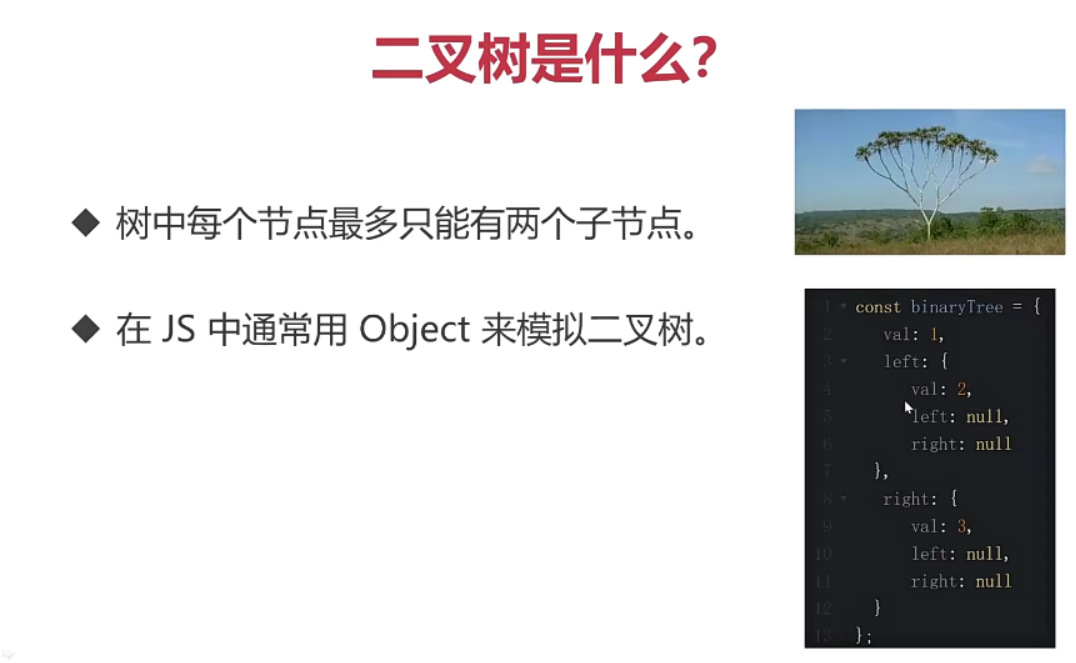 二叉树是什么？
◆ 树中每个节点最多只能有两个子节点。
◆ 在 JS 中通常用 Object 来模拟二叉树。
1 const binaryTree = {
2 val: 1,
3 left: {
4 val: 2,
5 left: null,
6 right: null
7 },
8 right: {
9 val: 3,
10 left: null,
11 right: null
12 }
13 };